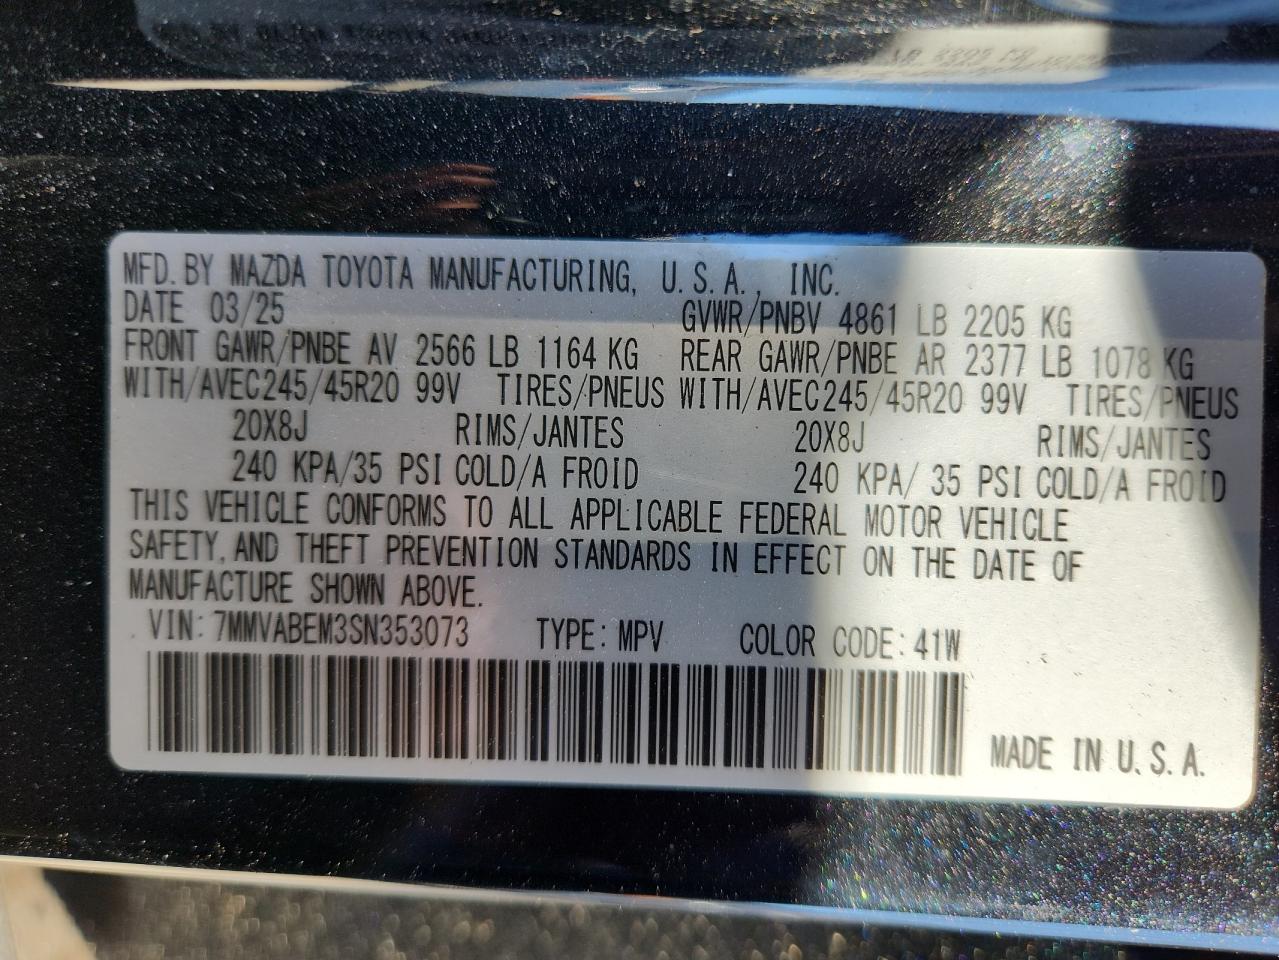 MFD. BY MAZDA TOYOTA MANUFACTURING, U.S.A., INC.
DATE 03/25 GVWR/PNBV 4861 LB 2205 KG
FRONT GAWR/PNBE AV 2566 LB 1164 KG REAR GAWR/PNBE AR 2377 LB 1078 KG
WITH/AVEC245/45R20 99V TIRES/PNEUS WITH/AVEC245/45R20 99V TIRES/PNEUS
20X8J RIMS/JANTES 20X8J RIMS/JANTES
240 KPA/35 PSI COLD/A FROID 240 KPA/ 35 PSI COLD/A FROID
THIS VEHICLE CONFORMS TO ALL APPLICABLE FEDERAL MOTOR VEHICLE
SAFETY, AND THEFT PREVENTION STANDARDS IN EFFECT ON THE DATE OF
MANUFACTURE SHOWN ABOVE.
VIN: 7MMVABEM3SN353073 TYPE: MPV COLOR CODE: 41W
MADE IN U.S.A.